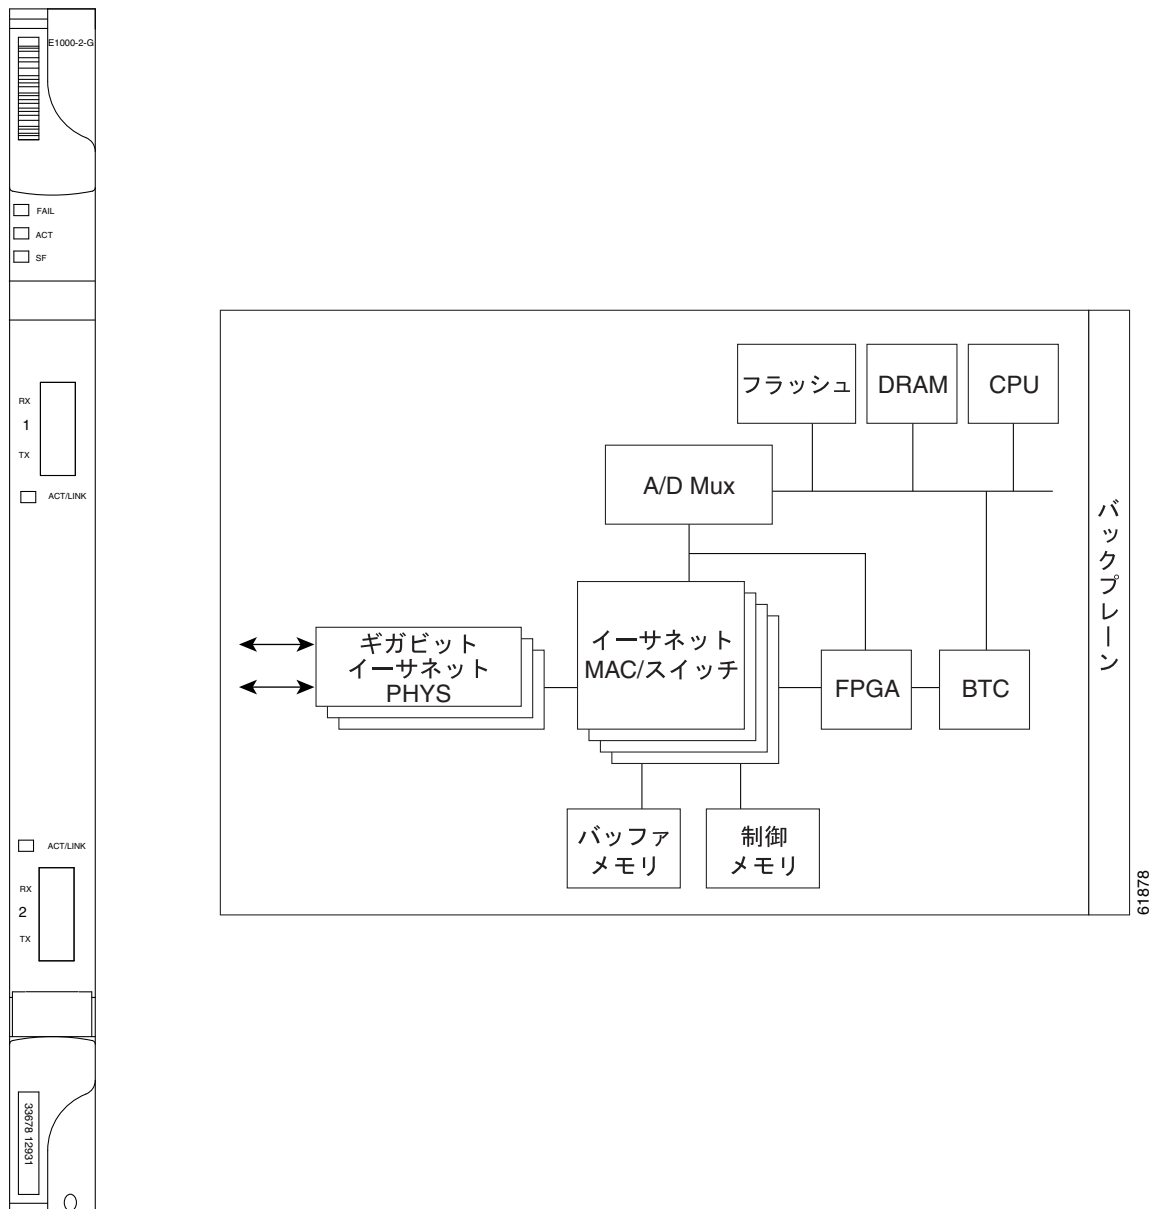 E1000-2-G
FAIL
ACT
SF
RX
1
TX
ACT/LINK
ACT/LINK
RX
2
TX
33678 12931
フラッシュ
DRAM
CPU
A/D Mux
ギガビット
イーサネット
PHYS
イーサネット
MAC/スイッチ
FPGA
BTC
バッファ
メモリ
制御
メモリ
バックプレーン
61878